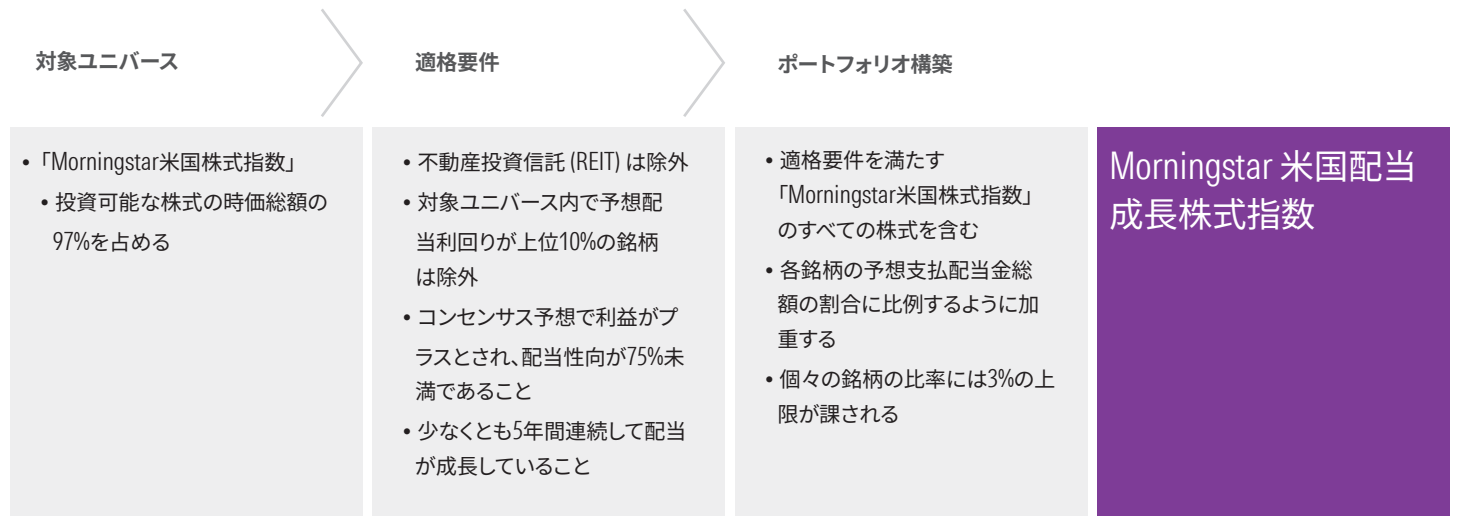 対象ユニバース
適格要件
ポートフォリオ構築
• 「Morningstar米国株式指数」
• 投資可能な株式の時価総額の
97%を占める
• 不動産投資信託 (REIT) は除外
• 対象ユニバース内で予想配
当利回りが上位10%の銘柄
は除外
• コンセンサス予想で利益がプ
ラスとされ、配当性向が75%未
満であること
• 少なくとも5年間連続して配当
が成長していること
• 適格要件を満たす
「Morningstar米国株式指数」
のすべての株式を含む
• 各銘柄の予想支払配当金総
額の割合に比例するように加
重する
• 個々の銘柄の比率には3%の上
限が課される
Morningstar 米国配当
成長株式指数